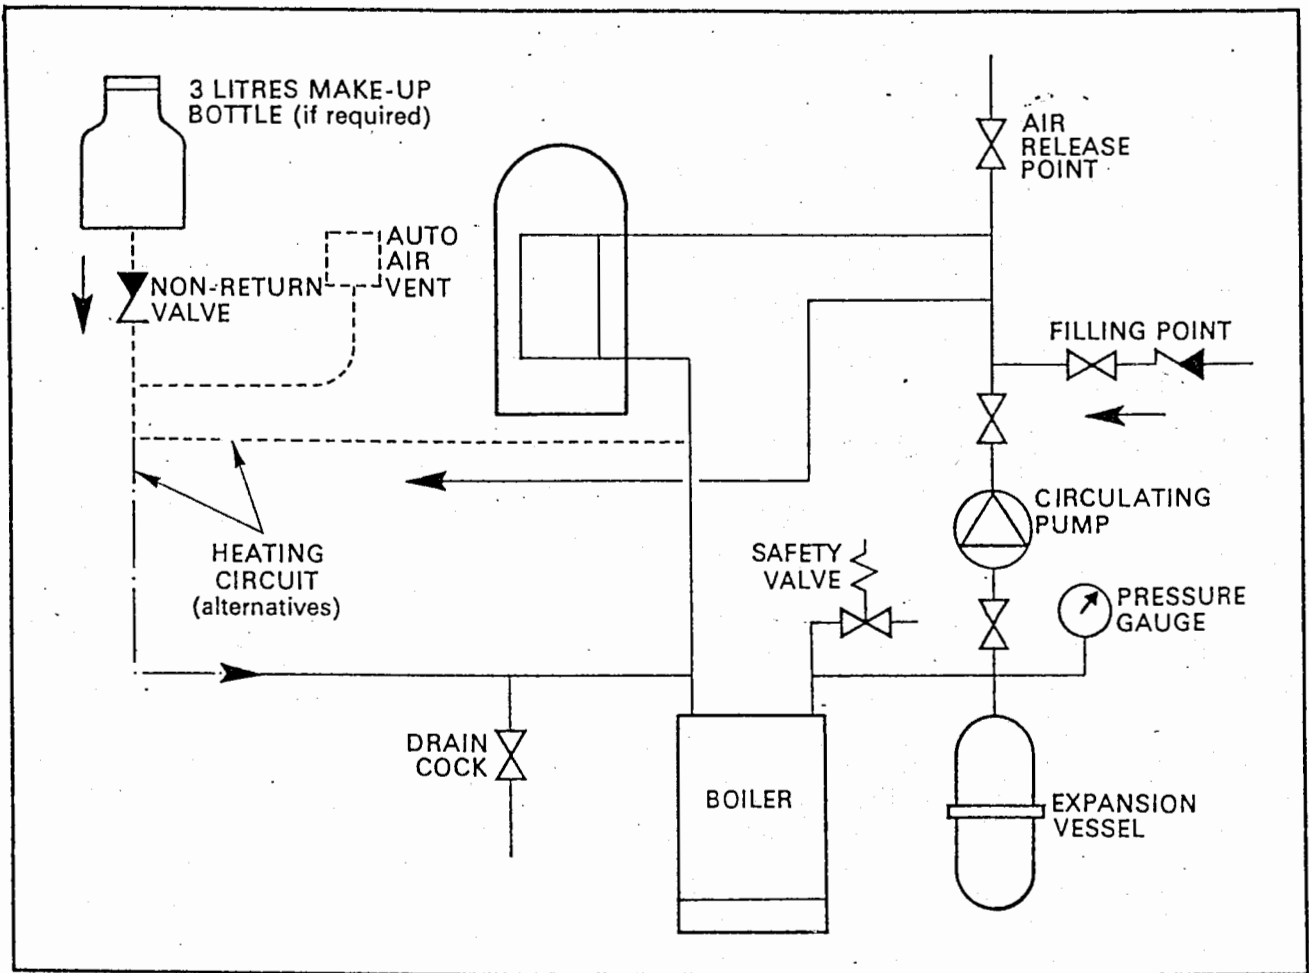 3 LITRES MAKE-UP
BOTTLE (if required)
AIR
RELEASE
POINT
AUTO
AIR
VENT
NON-RETURN
VALVE
FILLING POINT
CIRCULATING
PUMP
HEATING
CIRCUIT
(alternatives)
SAFETY
VALVE
PRESSURE
GAUGE
DRAIN
COCK
BOILER
EXPANSION
VESSEL